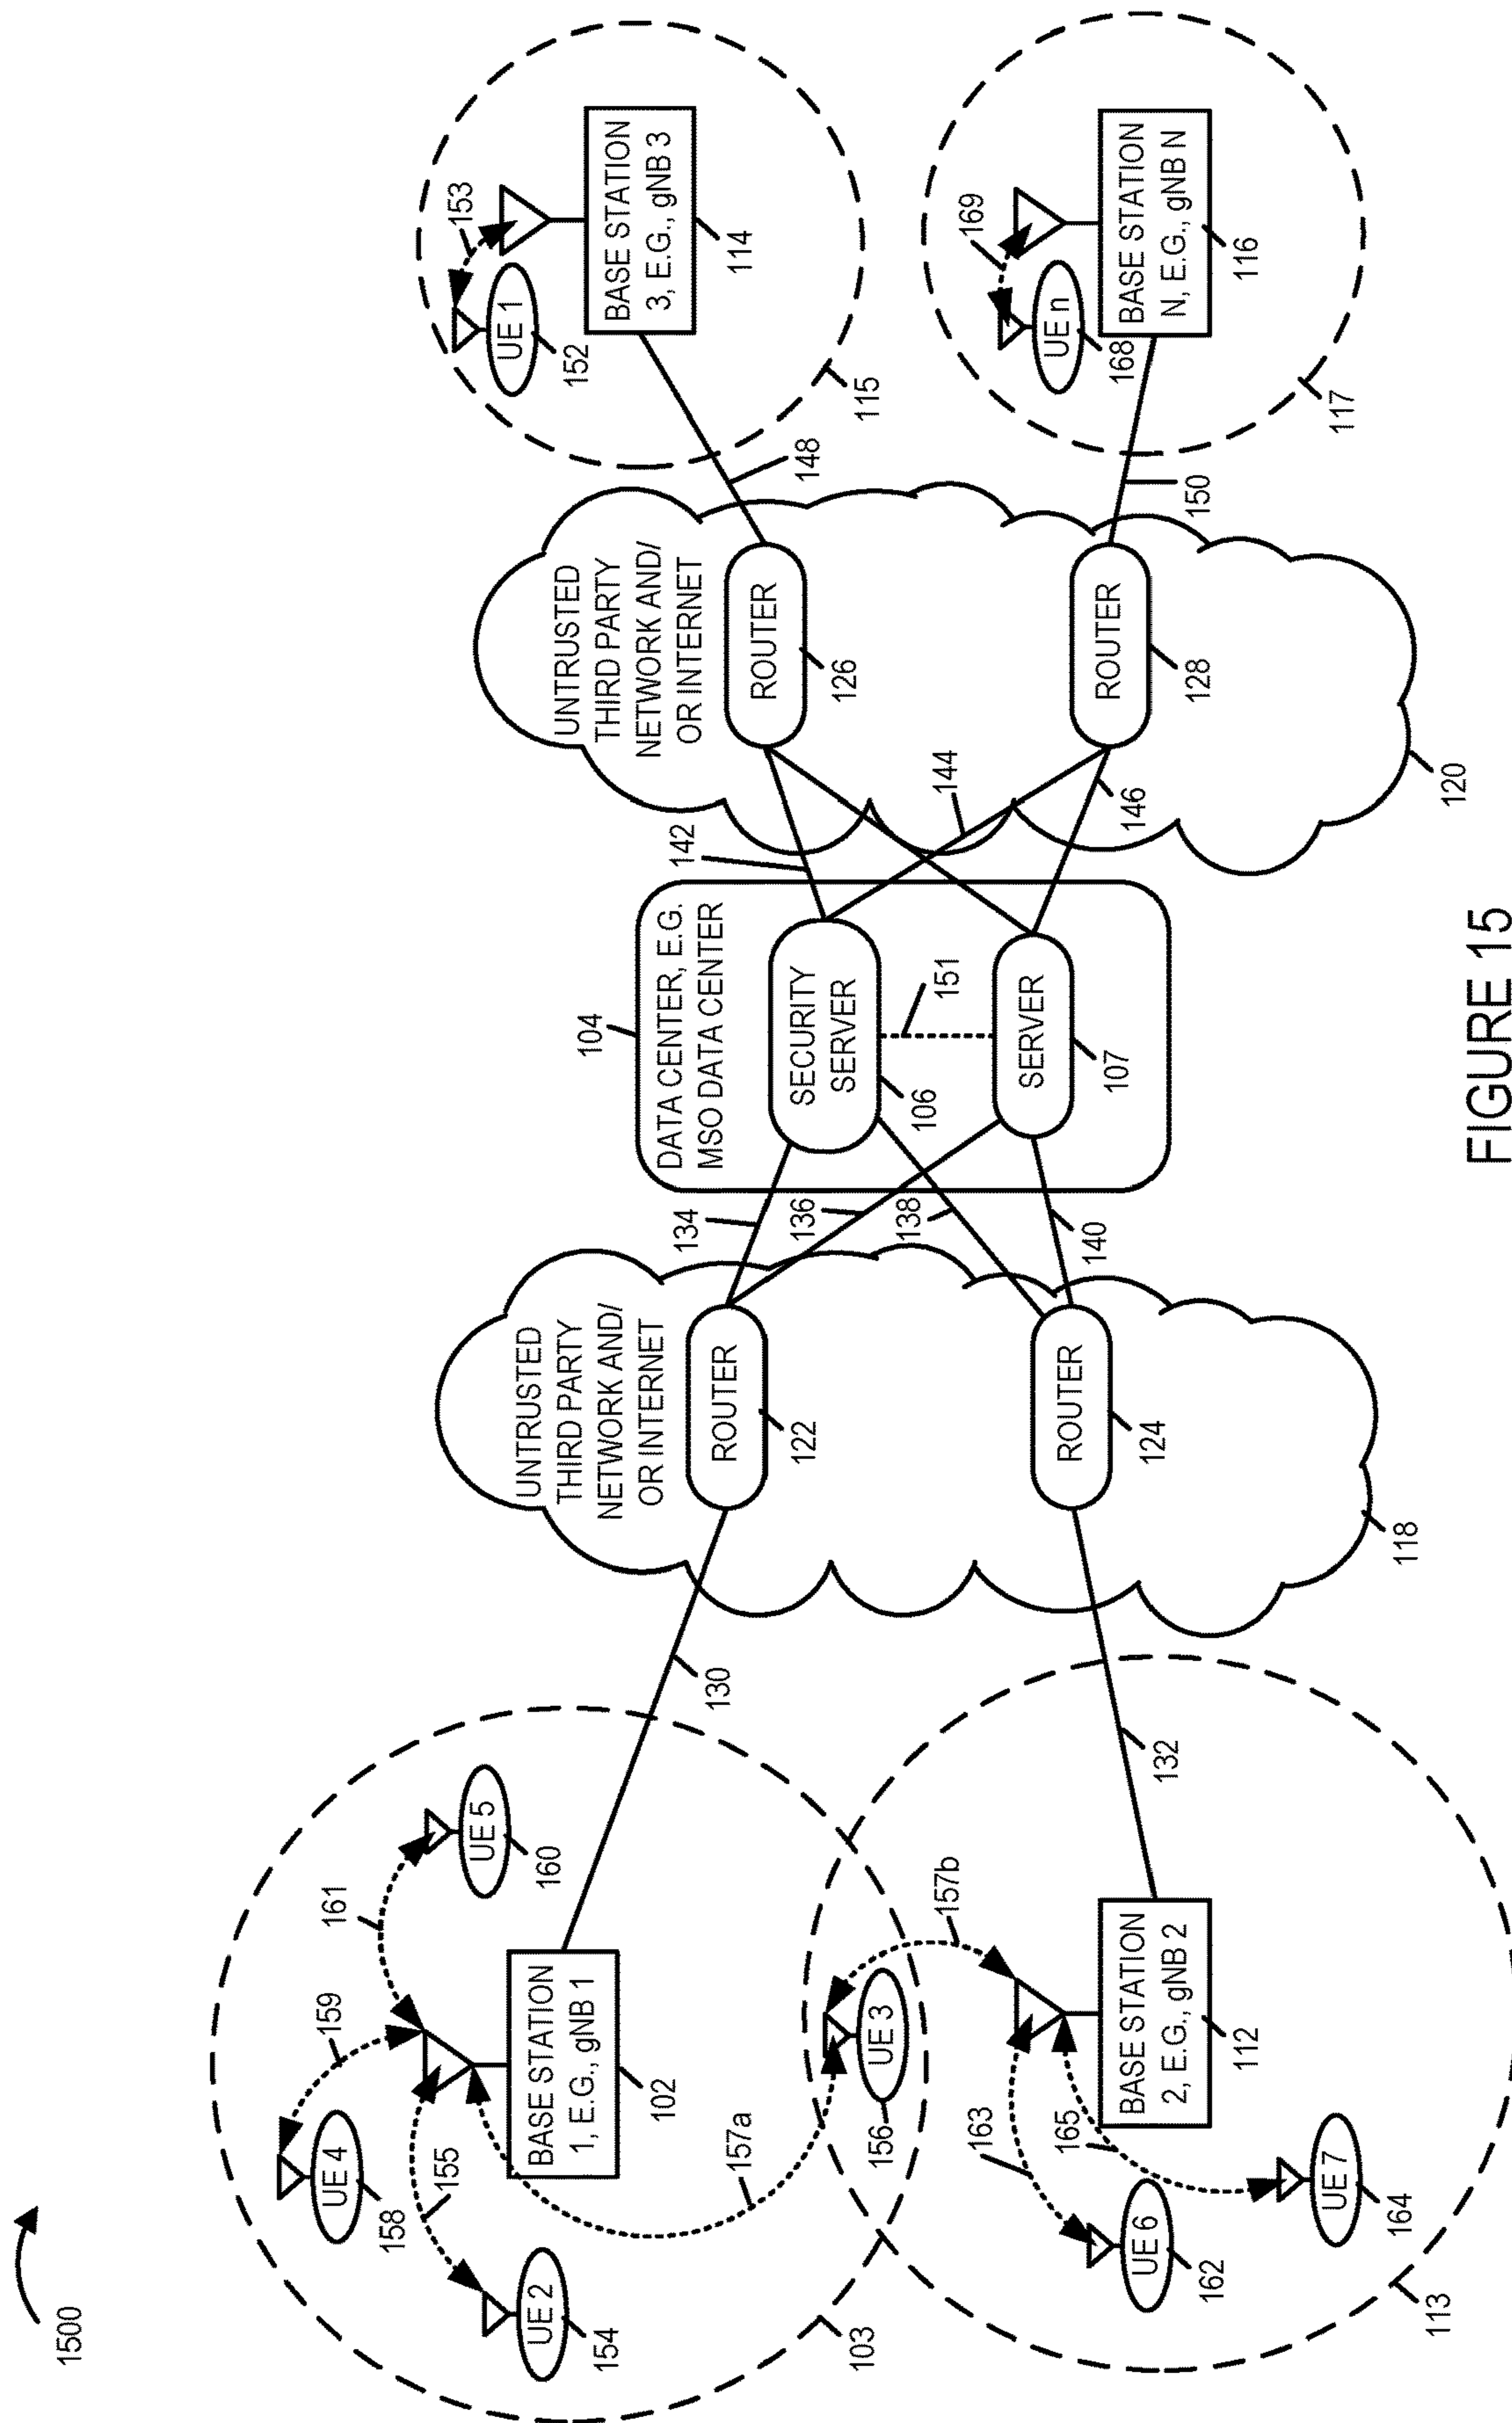 1500
UE 4
158
159
161
UE 5
160
UE 2
154
155
BASE STATION
1, E.G., gNB 1
102
130
103
157a
UE 3
156
157b
BASE STATION
2, E.G., gNB 2
112
132
163
165
UE 6
162
UE 7
164
113
UNTRUSTED
THIRD PARTY
NETWORK AND/
OR INTERNET
ROUTER
122
ROUTER
124
118
134
136
138
140
104
DATA CENTER, E.G.
MSO DATA CENTER
SECURITY
SERVER
106
151
SERVER
107
142
144
146
UNTRUSTED
THIRD PARTY
NETWORK AND/
OR INTERNET
ROUTER
126
ROUTER
128
120
148
150
153
UE 1
152
BASE STATION
3, E.G., gNB 3
114
115
169
UE n
168
BASE STATION
N, E.G., gNB N
116
117
FIGURE 15